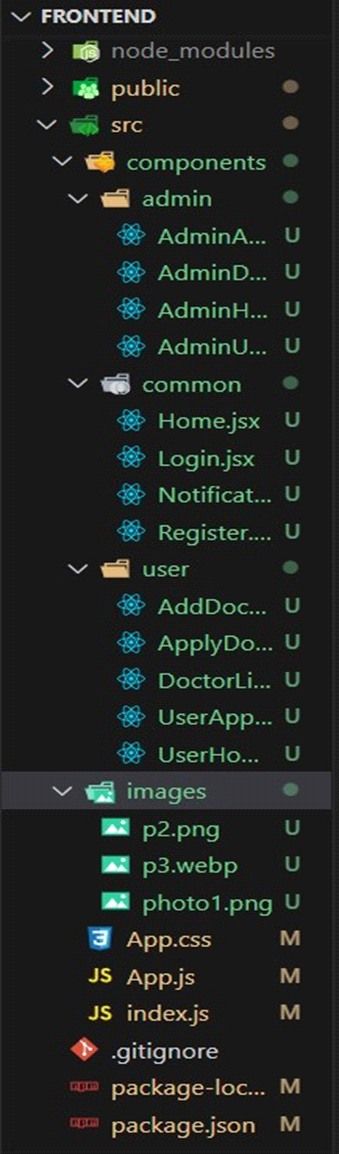 FRONTEND
node_modules
public
src
components
admin
AdminA... U
AdminD... U
AdminH... U
AdminU... U
common
Home.jsx U
Login.jsx U
Notificat... U
Register.... U
user
AddDoc... U
ApplyDo... U
DoctorLi... U
UserApp... U
UserHo... U
images
p2.png U
p3.webp U
photo1.png U
App.css M
JS App.js M
JS index.js M
.gitignore
package-loc... M
package.json M